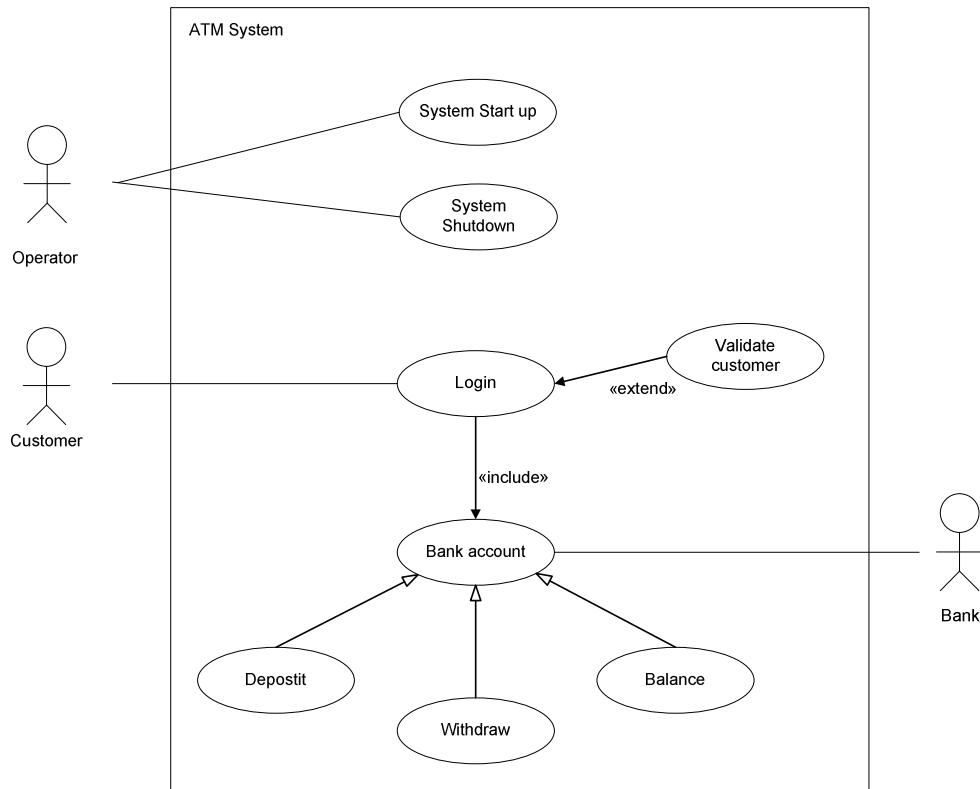 ATM System
System Start up
System
Shutdown
Operator
Validate
customer
Login
«extend»
Customer
«include»
Bank account
Bank
Depostit
Balance
Withdraw